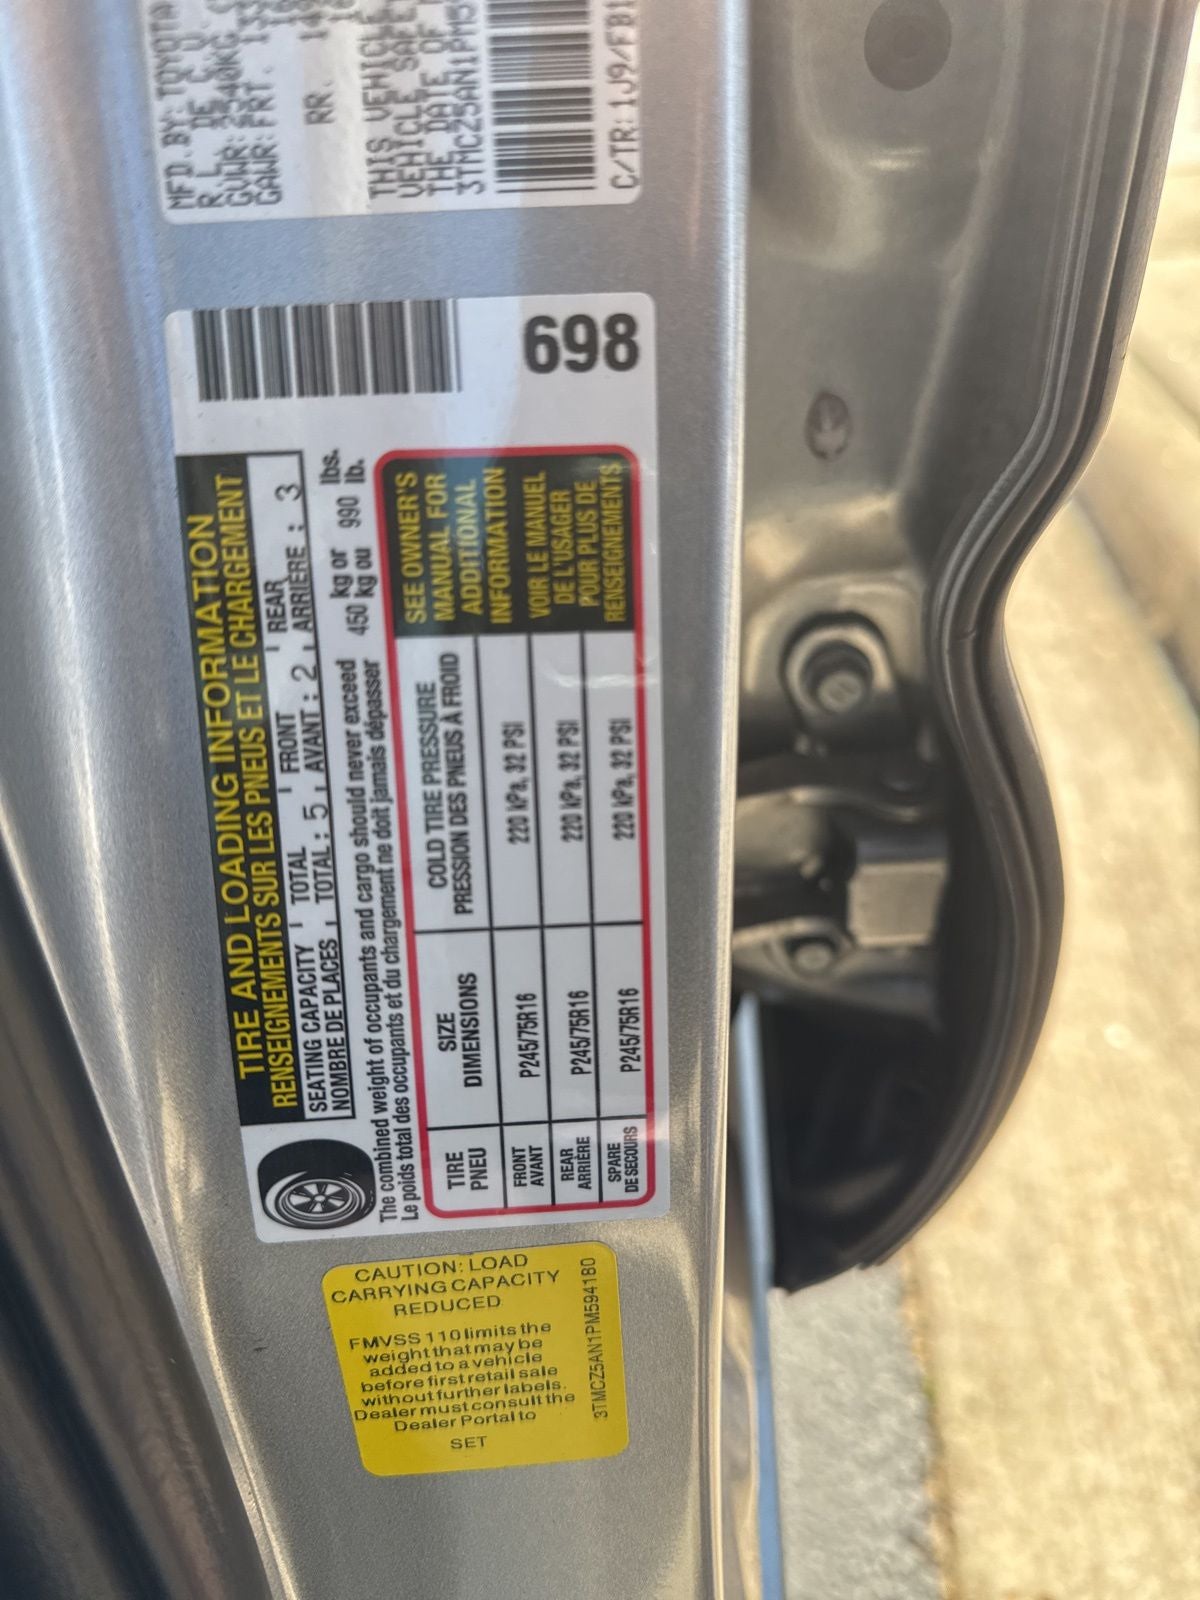 TIRE AND LOADING INFORMATION
RENSEIGNEMENTS SUR LES PNEUS ET LE CHARGEMENT
SEATING CAPACITY TOTAL FRONT REAR
NOMBRE DE PLACES TOTAL: 5 AVANT: 2 ARRIÈRE: 3
The combined weight of occupants and cargo should never exceed 450 kg or 990 lbs.
Le poids total des occupants et du chargement ne doit jamais dépasser kg ou lb.
TIRE SIZE COLD TIRE PRESSURE
PNEU DIMENSIONS PRESSION DES PNEUS À FROID
FRONT
AVANT P245/75R16 220 kPa, 32 PSI
REAR
ARRIÈRE P245/75R16 220 kPa, 32 PSI
SPARE
DE SECOURS P245/75R16 220 kPa, 32 PSI
SEE OWNER'S
MANUAL FOR
ADDITIONAL
INFORMATION
VOIR LE MANUEL
DE L'USAGER
POUR PLUS DE
RENSEIGNEMENTS
698
MFD.BY:TOYOTA
GAWR:FRT.
RR.
THIS VEHICLE
VEHICLE SAFE
THE DATE OF
3TMCZ5AN1PM5
C/TR:1J9/FB1
CAUTION: LOAD
CARRYING CAPACITY
REDUCED
FMVSS 110 limits the
weight that may be
added to a vehicle
before first retail sale
without further labels.
Dealer must consult the
Dealer Portal to
SET
3TMCZ5AN1PM594180